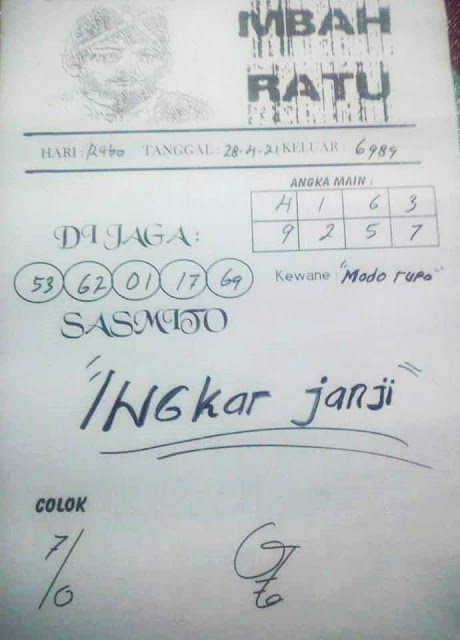 MBAH
RATU
HARI : Rabo TANGGAL : 28-4-21 KELUAR : 6989
ANGKA MAIN :
4 1 6 3
9 2 5 7
DI JAGA :
53 62 01 17 69
Kewane : "Modo rupo"
SASMITO
"INGkar janji"
COLOK
7/0